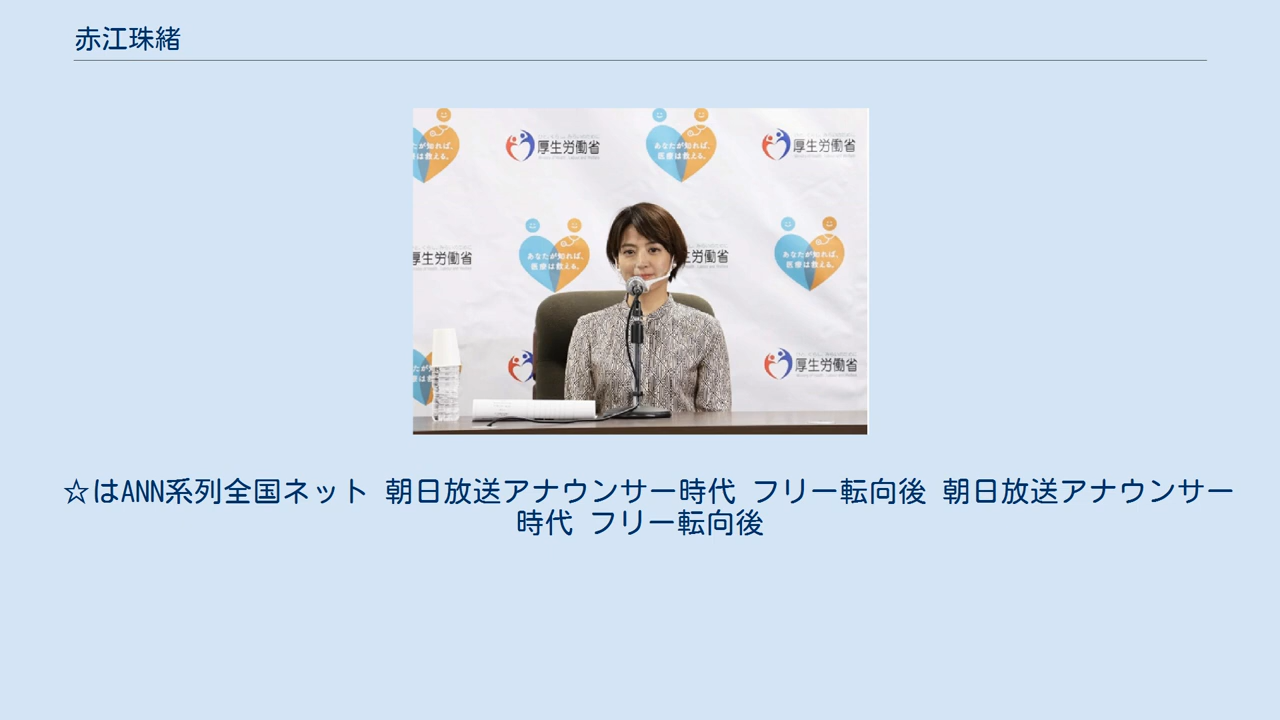 赤江珠緒
厚生労働省
あなたが知れば、
医療は救える。
厚生労働省
あなたが知れば、
医療は救える。
厚生労働省
あなたが知れば、
医療は救える。
厚生労働省
☆はANN系列全国ネット 朝日放送アナウンサー時代 フリー転向後 朝日放送アナウンサー
時代 フリー転向後